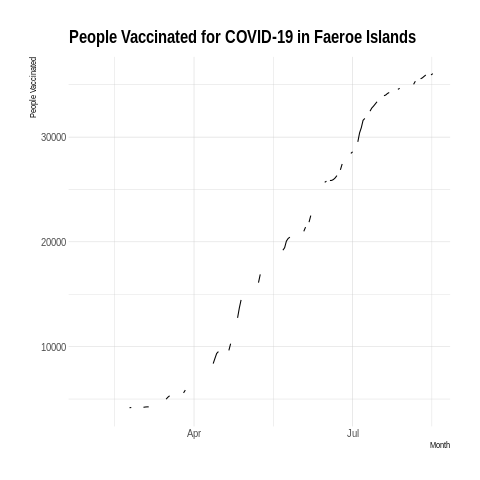 People Vaccinated for COVID-19 in Faeroe Islands
People Vaccinated
30000
20000
10000
Apr
Jul
Month